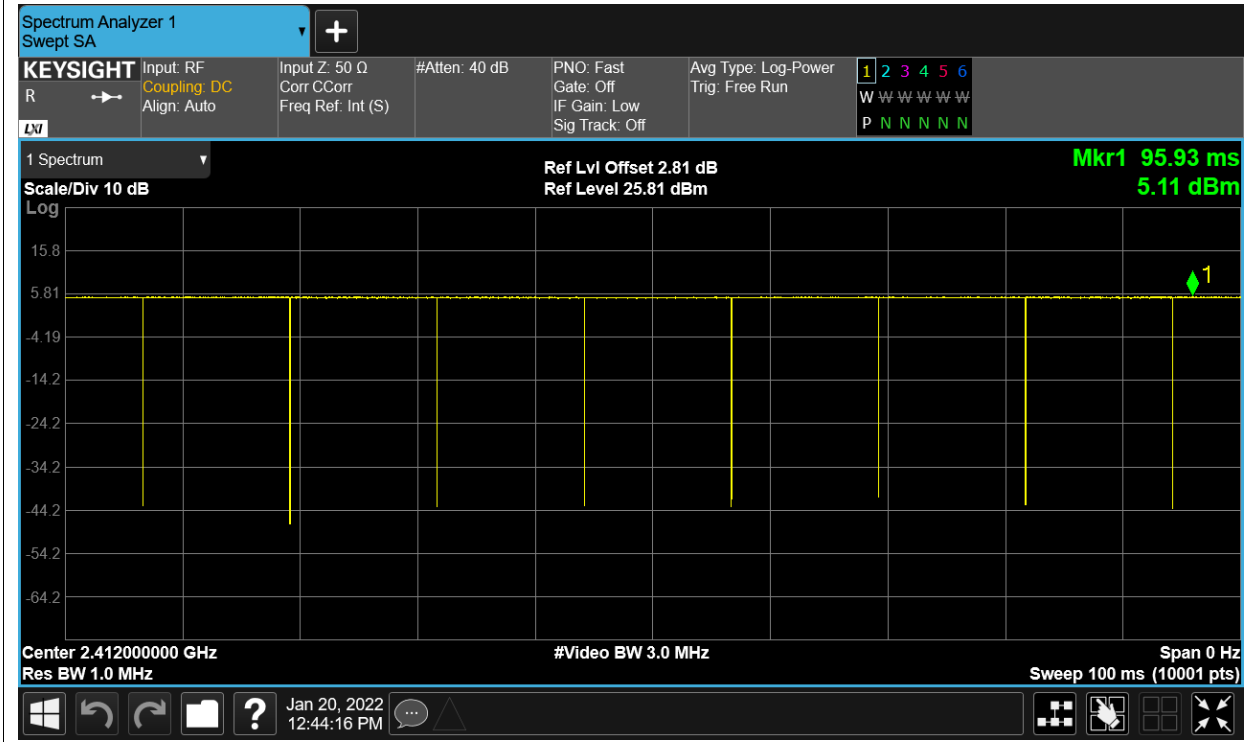 Spectrum Analyzer 1
Swept SA
+
KEYSIGHT
R
LXI
Input: RF
Coupling: DC
Align: Auto
Input Z: 50 Ω
Corr CCorr
Freq Ref: Int (S)
#Atten: 40 dB
PNO: Fast
Gate: Off
IF Gain: Low
Sig Track: Off
Avg Type: Log-Power
Trig: Free Run
1 2 3 4 5 6
W W W W W W
P N N N N N
1 Spectrum
Scale/Div 10 dB
Log
Ref Lvl Offset 2.81 dB
Ref Level 25.81 dBm
Mkr1 95.93 ms
5.11 dBm
15.8
5.81
-4.19
-14.2
-24.2
-34.2
-44.2
-54.2
-64.2
1
Center 2.412000000 GHz
Res BW 1.0 MHz
#Video BW 3.0 MHz
Span 0 Hz
Sweep 100 ms (10001 pts)
?
Jan 20, 2022
12:44:16 PM